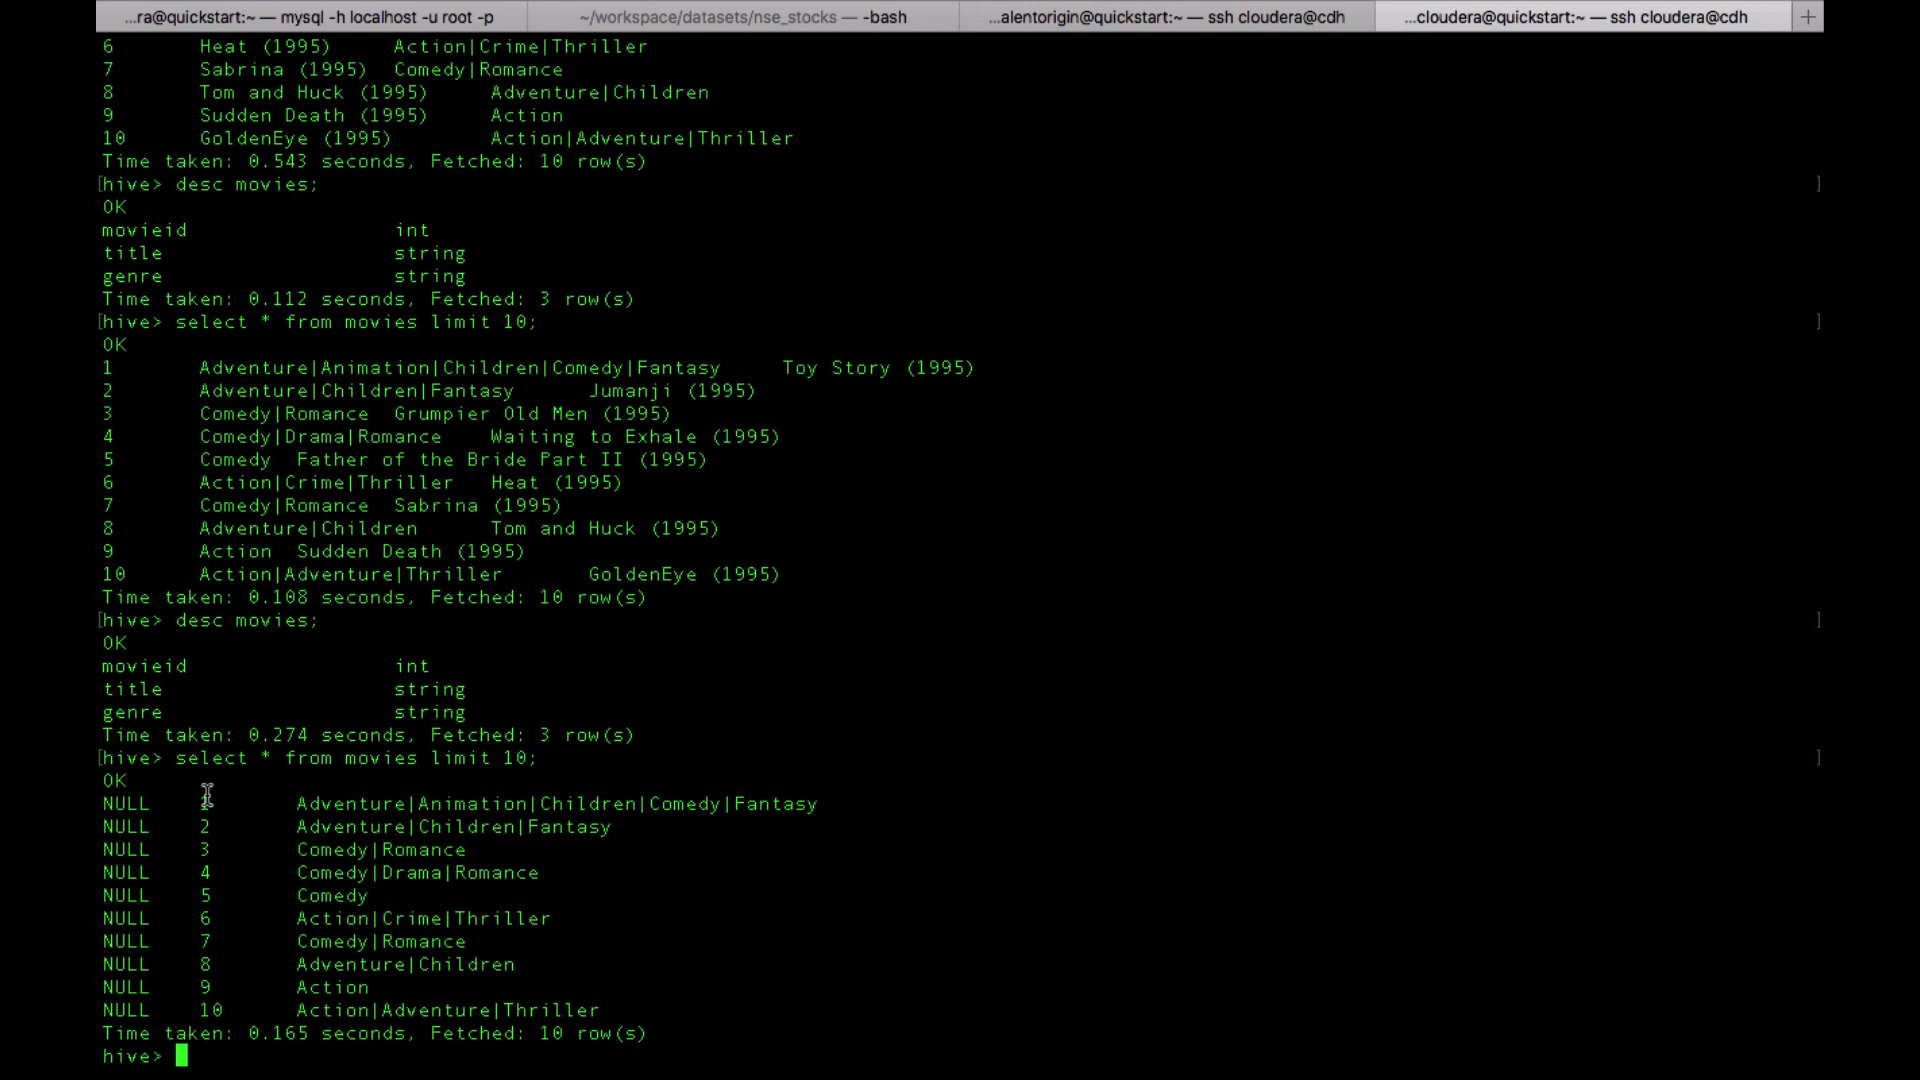 ...ra@quickstart:~ — mysql -h localhost -u root -p ~/workspace/datasets/nse_stocks — -bash ...alentorigin@quickstart:~ — ssh cloudera@cdh ...cloudera@quickstart:~ — ssh cloudera@cdh +
6 Heat (1995) Action|Crime|Thriller
7 Sabrina (1995) Comedy|Romance
8 Tom and Huck (1995) Adventure|Children
9 Sudden Death (1995) Action
10 GoldenEye (1995) Action|Adventure|Thriller
Time taken: 0.543 seconds, Fetched: 10 row(s)
[hive> desc movies; ]
OK
movieid int
title string
genre string
Time taken: 0.112 seconds, Fetched: 3 row(s)
[hive> select * from movies limit 10; ]
OK
1 Adventure|Animation|Children|Comedy|Fantasy Toy Story (1995)
2 Adventure|Children|Fantasy Jumanji (1995)
3 Comedy|Romance Grumpier Old Men (1995)
4 Comedy|Drama|Romance Waiting to Exhale (1995)
5 Comedy Father of the Bride Part II (1995)
6 Action|Crime|Thriller Heat (1995)
7 Comedy|Romance Sabrina (1995)
8 Adventure|Children Tom and Huck (1995)
9 Action Sudden Death (1995)
10 Action|Adventure|Thriller GoldenEye (1995)
Time taken: 0.108 seconds, Fetched: 10 row(s)
[hive> desc movies; ]
OK
movieid int
title string
genre string
Time taken: 0.274 seconds, Fetched: 3 row(s)
[hive> select * from movies limit 10; ]
OK
NULL 1 Adventure|Animation|Children|Comedy|Fantasy
NULL 2 Adventure|Children|Fantasy
NULL 3 Comedy|Romance
NULL 4 Comedy|Drama|Romance
NULL 5 Comedy
NULL 6 Action|Crime|Thriller
NULL 7 Comedy|Romance
NULL 8 Adventure|Children
NULL 9 Action
NULL 10 Action|Adventure|Thriller
Time taken: 0.165 seconds, Fetched: 10 row(s)
hive>